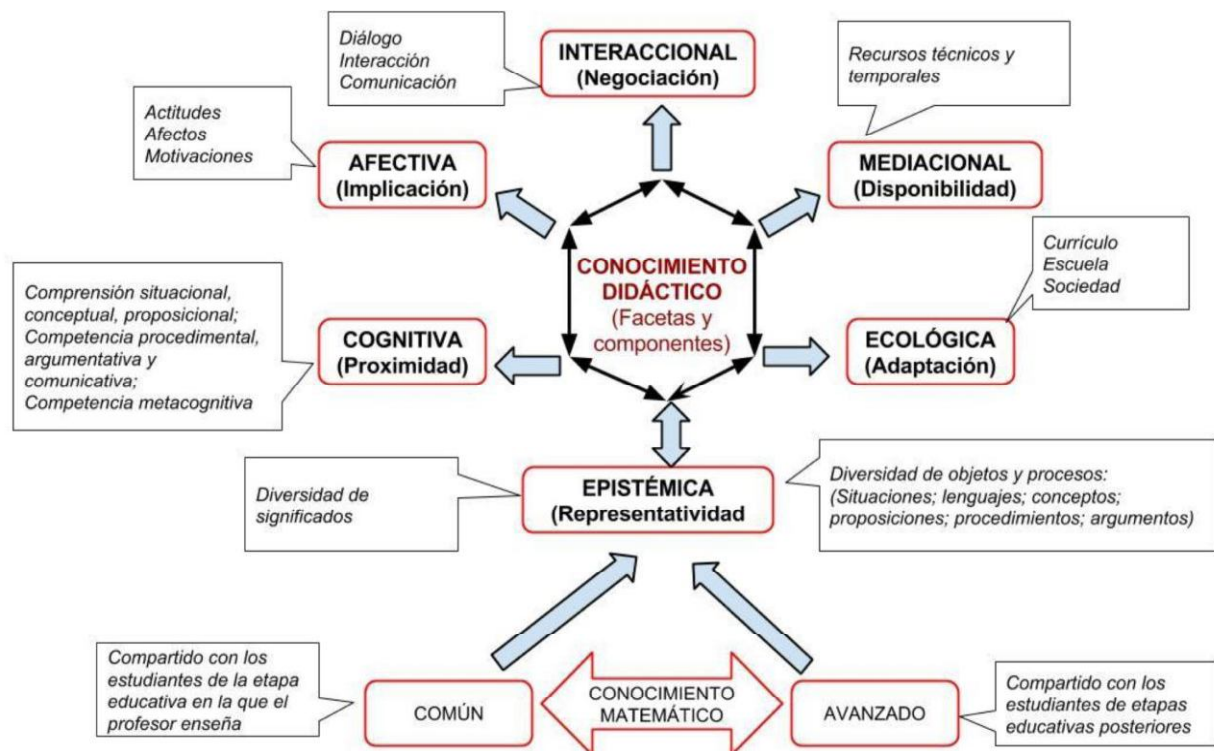 Diálogo
Interacción
Comunicación
INTERACCIONAL
(Negociación)
Recursos técnicos y
temporales
Actitudes
Afectos
Motivaciones
AFECTIVA
(Implicación)
MEDIACIONAL
(Disponibilidad)
Currículo
Escuela
Sociedad
CONOCIMIENTO
DIDÁCTICO
(Facetas y
componentes)
Comprensión situacional,
conceptual, proposicional;
Competencia procedimental,
argumentativa y
comunicativa;
Competencia metacognitiva
COGNITIVA
(Proximidad)
ECOLÓGICA
(Adaptación)
Diversidad de
significados
EPISTÉMICA
(Representatividad
Diversidad de objetos y procesos:
(Situaciones; lenguajes; conceptos;
proposiciones; procedimientos; argumentos)
Compartido con los
estudiantes de la etapa
educativa en la que el
profesor enseña
COMÚN
CONOCIMIENTO
MATEMÁTICO
AVANZADO
Compartido con los
estudiantes de etapas
educativas posteriores